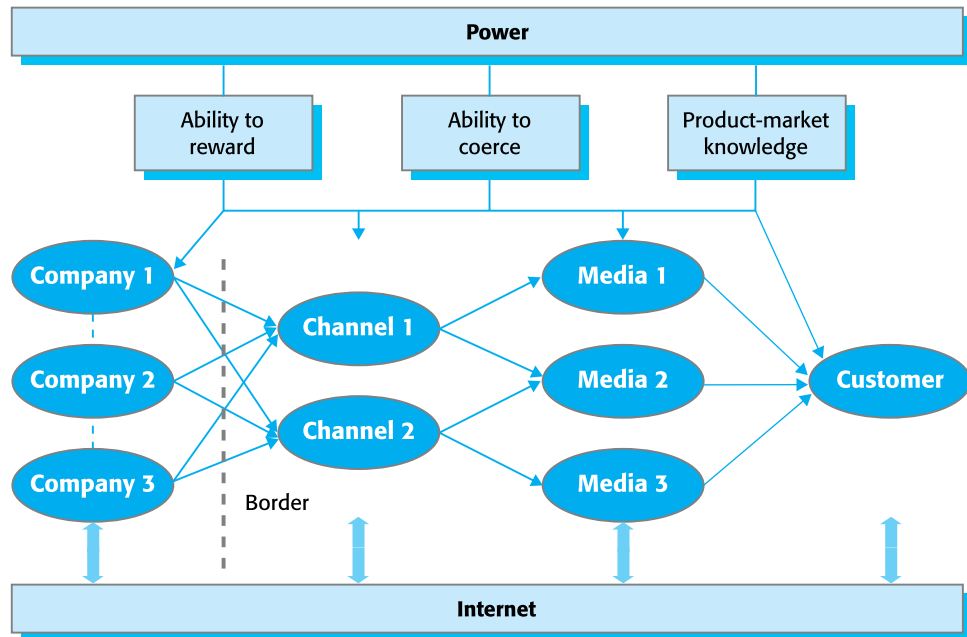 Power
Ability to
reward
Ability to
coerce
Product-market
knowledge
Company 1
Media 1
Channel 1
Company 2
Media 2
Customer
Channel 2
Company 3
Media 3
Border
Internet